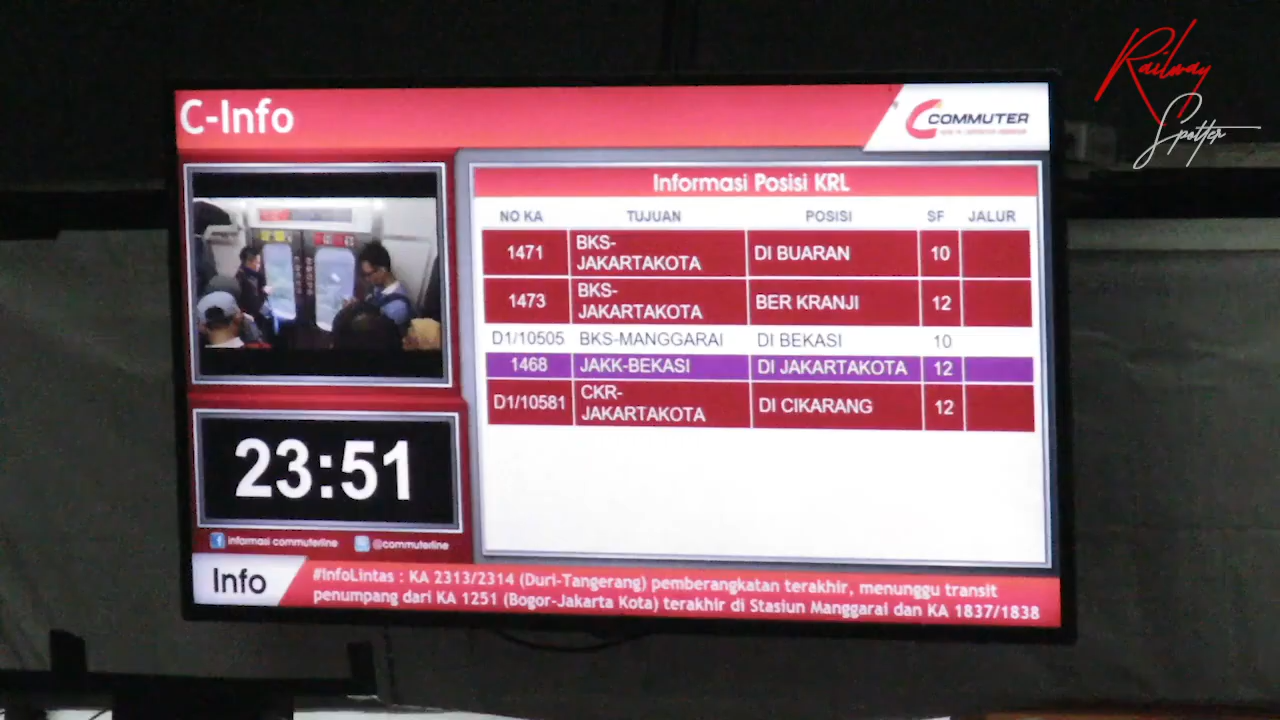 Railway
Spotter
C-Info
COMMUTER
Informasi Posisi KRL
NO KA TUJUAN POSISI SF JALUR
1471 BKS-JAKARTAKOTA DI BUARAN 10
1473 BKS-JAKARTAKOTA BER KRANJI 12
D1/10505 BKS-MANGGARAI DI BEKASI 10
1468 JAKK-BEKASI DI JAKARTAKOTA 12
D1/10581 CKR-JAKARTAKOTA DI CIKARANG 12
23:51
informasi commuterline @commuterline
Info
#InfoLintas : KA 2313/2314 (Duri-Tangerang) pemberangkatan terakhir, menunggu transit
penumpang dari KA 1251 (Bogor-Jakarta Kota) terakhir di Stasiun Manggarai dan KA 1837/1838